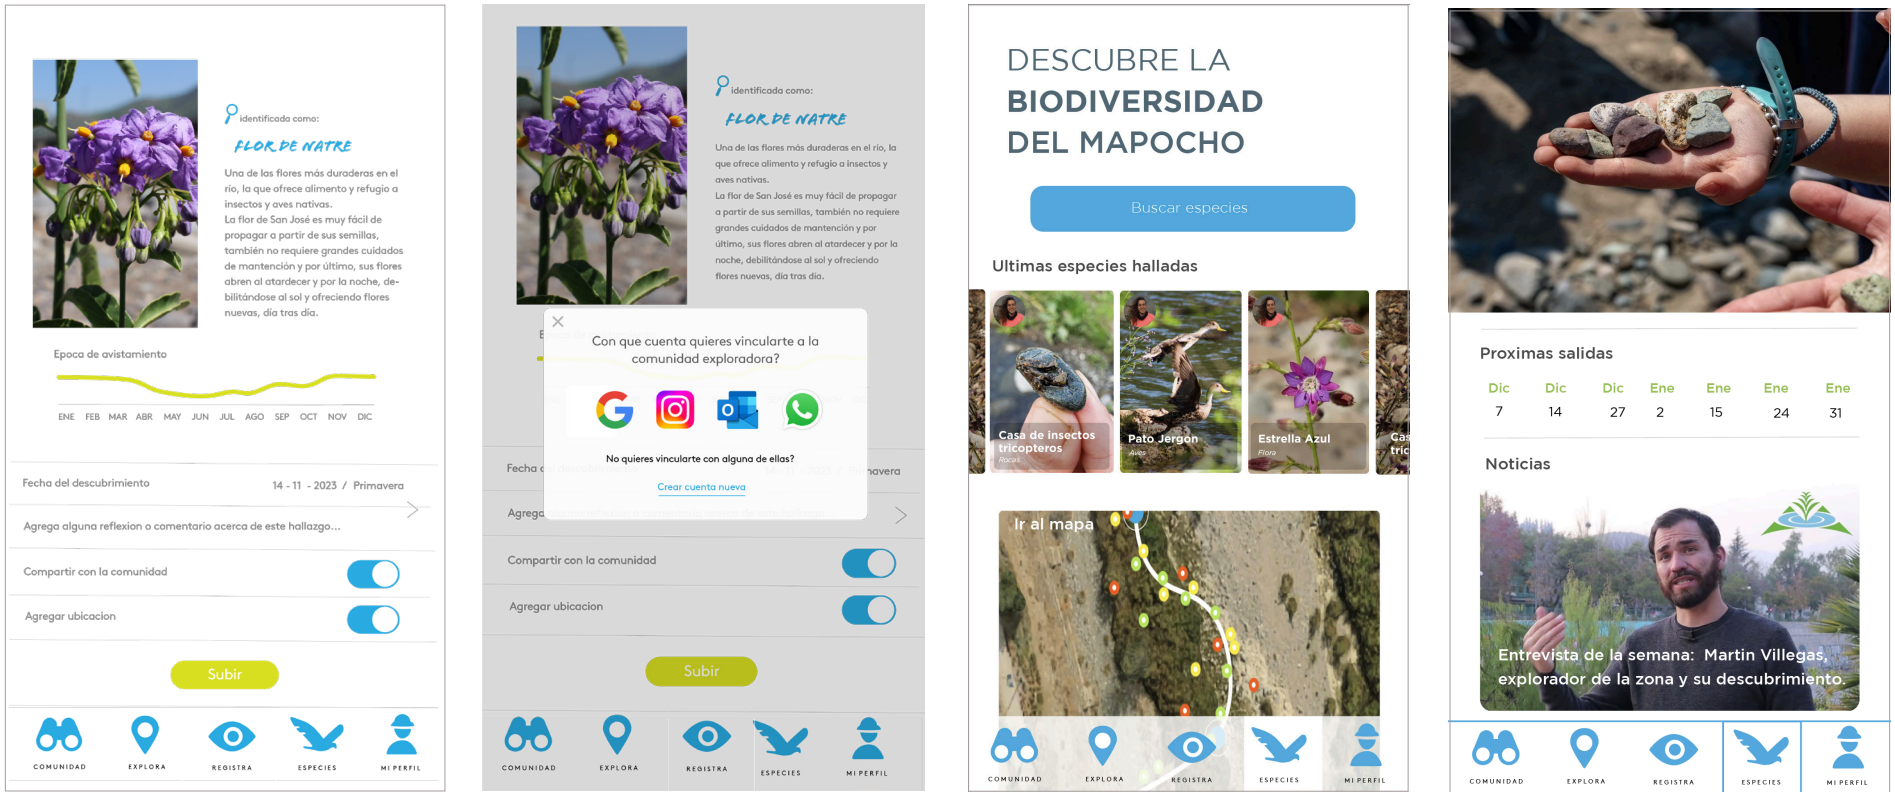 identificada como:
FLOR DE NATRE
Una de las flores más duraderas en el
río, la que ofrece alimento y refugio a
insectos y aves nativas.
La flor de San José es muy fácil de
propagar a partir de sus semillas,
también no requiere grandes cuidados
de mantención y por último, sus flores
abren al atardecer y por la noche, de-
bilitándose al sol y ofreciendo flores
nuevas, día tras día.
Epoca de avistamiento
ENE FEB MAR ABR MAY JUN JUL AGO SEP OCT NOV DIC
Fecha del descubrimiento 14 - 11 - 2023 / Primavera
Agrega alguna reflexion o comentario acerca de este hallazgo...
Compartir con la comunidad
Agregar ubicacion
Subir
COMUNIDAD EXPLORA REGISTRA ESPECIES MI PERFIL
identificada como:
FLOR DE NATRE
Una de las flores más duraderas en el río, la
que ofrece alimento y refugio a insectos y
aves nativas.
La flor de San José es muy fácil de propagar
a partir de sus semillas, también no requiere
grandes cuidados de mantención y por
último, sus flores abren al atardecer y por la
noche, debilitándose al sol y ofreciendo
flores nuevas, día tras día.
Con que cuenta quieres vincularte a la
comunidad exploradora?
No quieres vincularte con alguna de ellas?
Crear cuenta nueva
Fecha
Agrega
Compartir con la comunidad
Agregar ubicacion
Subir
COMUNIDAD EXPLORA REGISTRA ESPECIES MI PERFIL
DESCUBRE LA
BIODIVERSIDAD
DEL MAPOCHO
Buscar especies
Ultimas especies halladas
Casa de insectos
tricopteros
Rocas
Pato Jergón
Aves
Estrella Azul
Flora
Cas
tric
Ir al mapa
COMUNIDAD EXPLORA REGISTRA ESPECIES MI PERFIL
Proximas salidas
Dic Dic Dic Ene Ene Ene Ene
7 14 27 2 15 24 31
Noticias
Entrevista de la semana: Martin Villegas,
explorador de la zona y su descubrimiento.
COMUNIDAD EXPLORA REGISTRA ESPECIES MI PERFIL